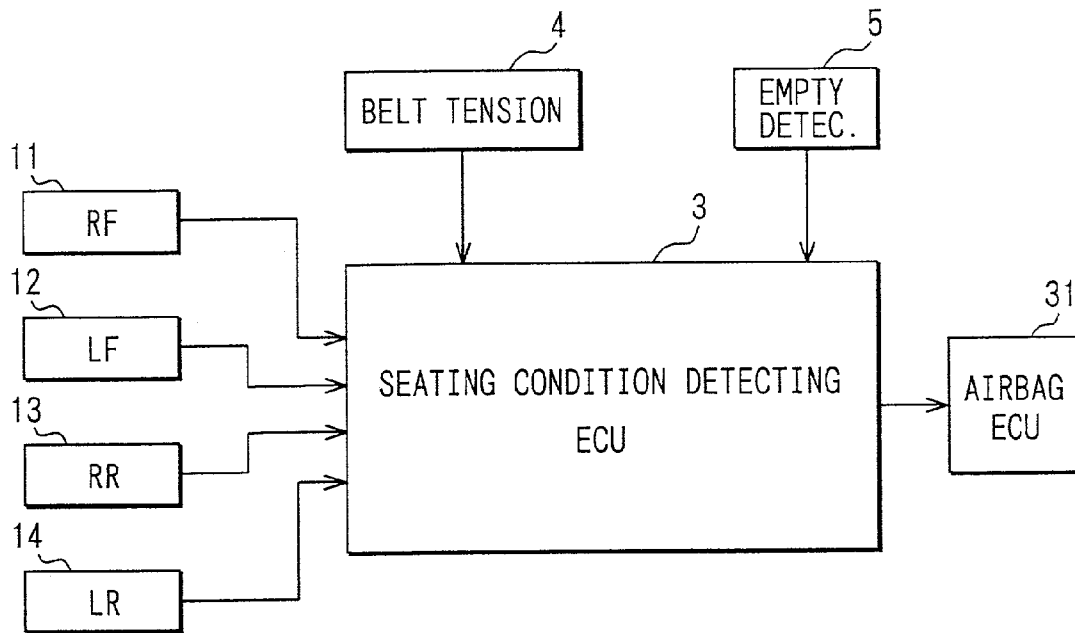 4
BELT TENSION
5
EMPTY
DETEC.
11
RF
12
LF
13
RR
14
LR
3
SEATING CONDITION DETECTING
ECU
31
AIRBAG
ECU